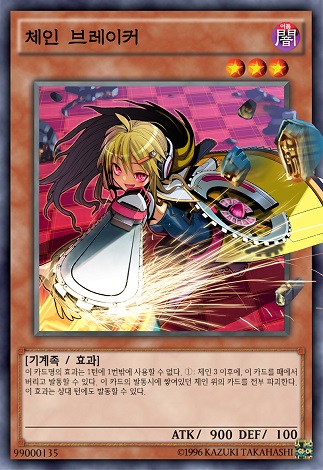 체인 브레이커
어둠
闇
[기계족 / 효과]
이 카드명의 효과는 1턴에 1번밖에 사용할 수 없다. ①: 체인 3 이후에, 이 카드를 패에서
버리고 발동할 수 있다. 이 카드의 발동시에 쌓여있던 체인 위의 카드를 전부 파괴한다.
이 효과는 상대 턴에도 발동할 수 있다.
ATK/ 900 DEF/ 100
99000135
©1996 KAZUKI TAKAHASHI